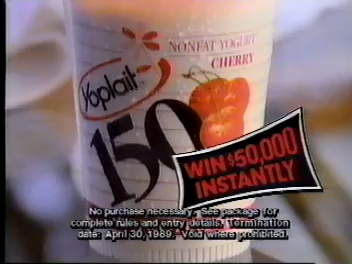 NONFAT YOGURT
CHERRY
Yoplait
150
WIN $50,000
INSTANTLY
No purchase necessary. See package for
complete rules and entry details. Termination
date: April 30, 1989. Void where prohibited.